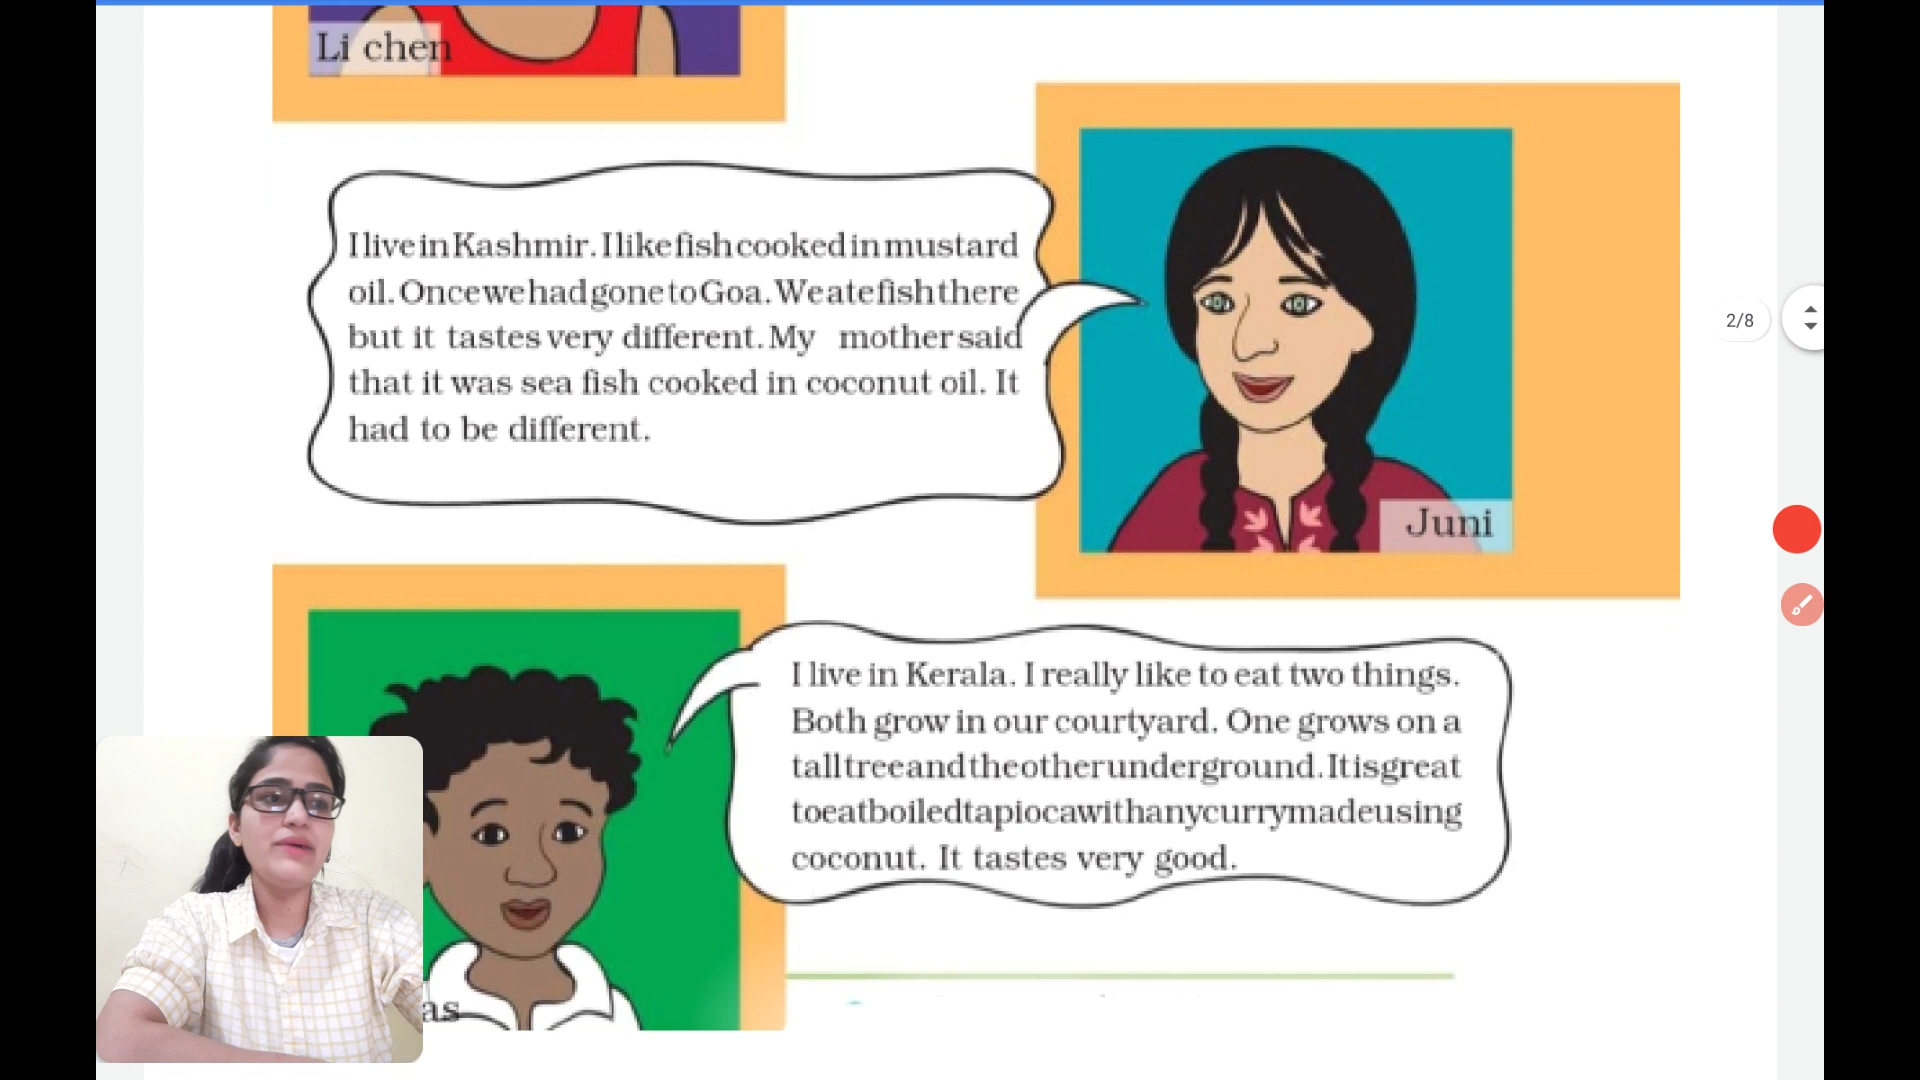 Li chen
I live in Kashmir. I like fish cooked in mustard
oil. Once we had gone to Goa. We ate fish there
but it tastes very different. My mother said
that it was sea fish cooked in coconut oil. It
had to be different.
Juni
2/8
I live in Kerala. I really like to eat two things.
Both grow in our courtyard. One grows on a
tall tree and the other underground. It is great
to eat boiled tapioca with any curry made using
coconut. It tastes very good.
as